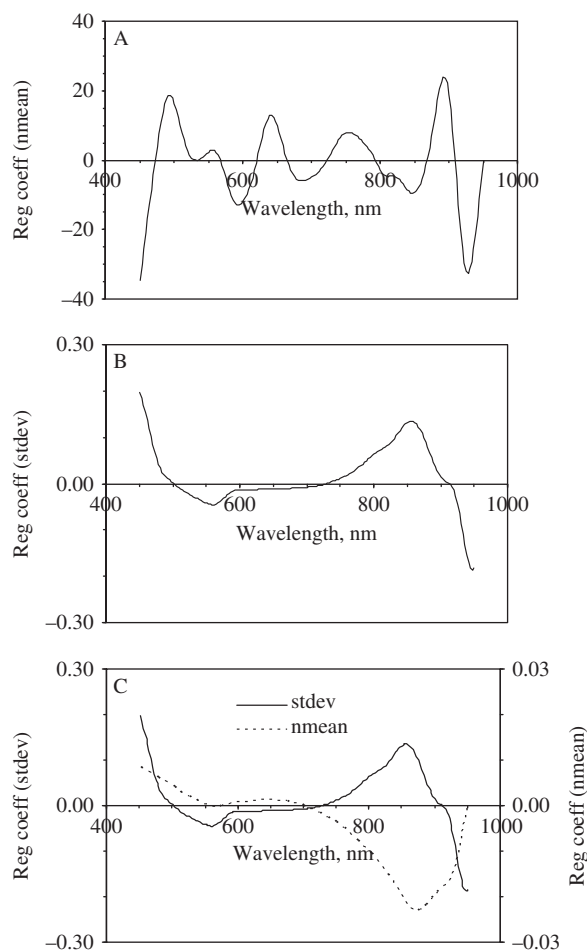 A
Reg coeff (nmean)
40
20
0
−20
−40
400
600
800
1000
Wavelength, nm
B
Reg coeff (stdev)
0.30
0.00
−0.30
400
600
800
1000
Wavelength, nm
C
stdev
nmean
Reg coeff (stdev)
0.30
0.00
−0.30
400
600
800
1000
Wavelength, nm
0.03
0.00
−0.03
Reg coeff (nmean)